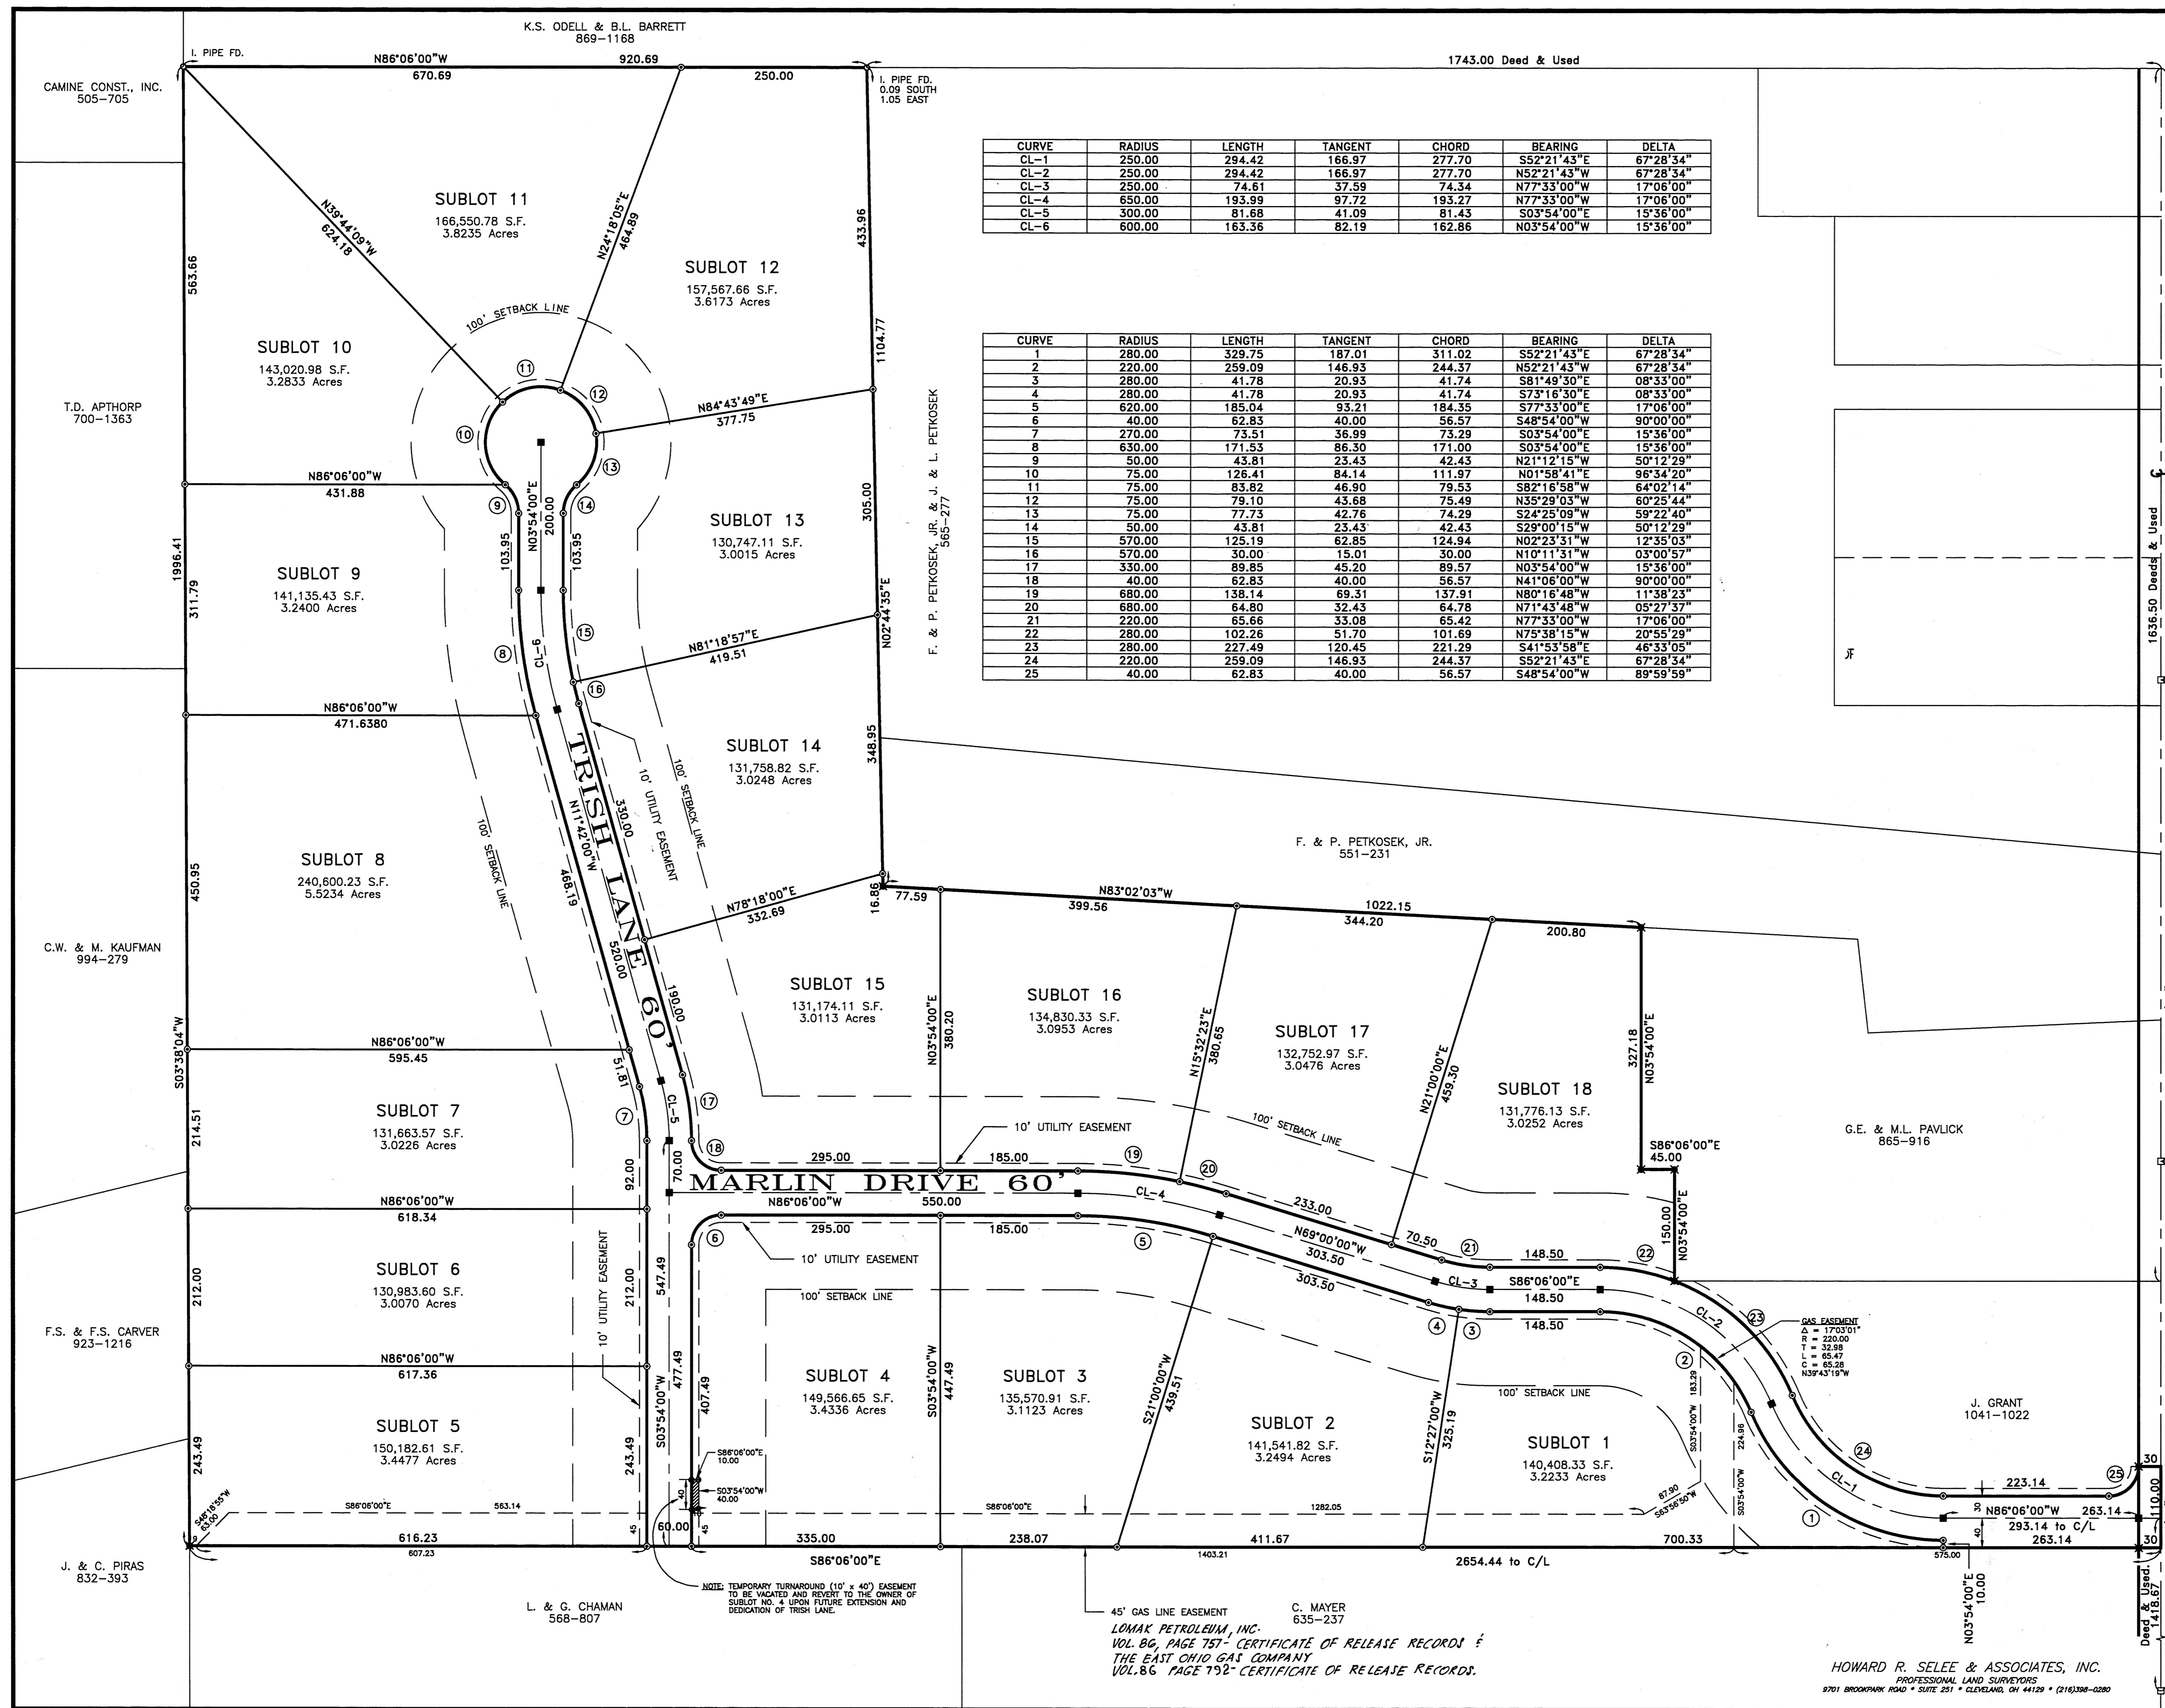 K.S. ODELL & B.L. BARRETT
869-1168
I. PIPE FD.
N86°06'00"W
920.69
670.69
250.00
1743.00 Deed & Used
I. PIPE FD.
0.09 SOUTH
1.05 EAST
CAMINE CONST., INC.
505-705
CURVE RADIUS LENGTH TANGENT CHORD BEARING DELTA
CL-1 250.00 294.42 166.97 277.70 S52°21'43"E 67°28'34"
CL-2 250.00 294.42 166.97 277.70 N52°21'43"W 67°28'34"
CL-3 250.00 74.61 37.59 74.34 N77°33'00"W 17°06'00"
CL-4 650.00 193.99 97.72 193.27 N77°33'00"W 17°06'00"
CL-5 300.00 81.68 41.09 81.43 S03°54'00"E 15°36'00"
CL-6 600.00 163.36 82.19 162.86 N03°54'00"W 15°36'00"
CURVE RADIUS LENGTH TANGENT CHORD BEARING DELTA
1 280.00 329.75 187.01 311.02 S52°21'43"E 67°28'34"
2 220.00 259.09 146.93 244.37 N52°21'43"W 67°28'34"
3 280.00 41.78 20.93 41.74 S81°49'30"E 08°33'00"
4 280.00 41.78 20.93 41.74 S73°16'30"E 08°33'00"
5 620.00 185.04 93.21 184.35 S77°33'00"E 17°06'00"
6 40.00 62.83 40.00 56.57 S48°54'00"W 90°00'00"
7 270.00 73.51 36.99 73.29 S03°54'00"E 15°36'00"
8 630.00 171.53 86.30 171.00 S03°54'00"E 15°36'00"
9 50.00 43.81 23.43 42.43 N21°12'15"W 50°12'29"
10 75.00 126.41 84.14 111.97 N01°58'41"E 96°34'20"
11 75.00 83.82 46.90 79.53 S82°16'58"W 64°02'14"
12 75.00 79.10 43.68 75.49 N35°29'03"W 60°25'44"
13 75.00 77.73 42.76 74.29 S24°25'09"W 59°22'40"
14 50.00 43.81 23.43 42.43 S29°00'15"W 50°12'29"
15 570.00 125.19 62.85 124.94 N02°23'31"W 12°35'03"
16 570.00 30.00 15.01 30.00 N10°11'31"W 03°00'57"
17 330.00 89.85 45.20 89.57 N03°54'00"W 15°36'00"
18 40.00 62.83 40.00 56.57 N41°06'00"W 90°00'00"
19 680.00 138.14 69.31 137.91 N80°16'48"W 11°38'23"
20 680.00 64.80 32.43 64.78 N71°43'48"W 05°27'37"
21 220.00 65.66 33.08 65.42 N77°33'00"W 17°06'00"
22 280.00 102.26 51.70 101.69 N75°38'15"W 20°55'29"
23 280.00 227.49 120.45 221.29 S41°53'58"E 46°33'05"
24 220.00 259.09 146.93 244.37 S52°21'43"E 67°28'34"
25 40.00 62.83 40.00 56.57 S48°54'00"W 89°59'59"
SUBLOT 11
166,550.78 S.F.
3.8235 Acres
N39°44'09"W
624.18
N24°18'05"E
464.89
433.96
563.66
SUBLOT 12
157,567.66 S.F.
3.6173 Acres
100' SETBACK LINE
SUBLOT 10
143,020.98 S.F.
3.2833 Acres
T.D. APTHORP
700-1363
1104.77
11
12
10
13
9
14
N84°43'49"E
377.75
N86°06'00"W
431.88
N03°54'00"E
200.00
103.95
103.95
305.00
F. & P. PETKOSEK, JR. & J. & L. PETKOSEK
565-277
1636.50 Deeds & Used
SUBLOT 13
130,747.11 S.F.
3.0015 Acres
1996.41
311.79
SUBLOT 9
141,135.43 S.F.
3.2400 Acres
N02°44'35"E
15
CL-6
8
N81°18'57"E
419.51
16
N86°06'00"W
471.6380
SUBLOT 14
131,758.82 S.F.
3.0248 Acres
348.95
TRISH LANE 60'
330.00
10' UTILITY EASEMENT
100' SETBACK LINE
100' SETBACK LINE
N11°42'00"W
468.19
520.00
450.95
SUBLOT 8
240,600.23 S.F.
5.5234 Acres
F. & P. PETKOSEK, JR.
551-231
N78°18'00"E
332.69
16.86
77.59
N83°02'03"W
399.56
1022.15
344.20
200.80
C.W. & M. KAUFMAN
994-279
SUBLOT 15
131,174.11 S.F.
3.0113 Acres
190.00
N03°54'00"E
380.20
SUBLOT 16
134,830.33 S.F.
3.0953 Acres
N15°32'23"E
380.65
SUBLOT 17
132,752.97 S.F.
3.0476 Acres
N21°00'00"E
459.30
SUBLOT 18
131,776.13 S.F.
3.0252 Acres
327.18
N03°54'00"E
S03°38'04"W
N86°06'00"W
595.45
51.81
SUBLOT 7
131,663.57 S.F.
3.0226 Acres
214.51
7
CL-5
17
18
G.E. & M.L. PAVLICK
865-916
S86°06'00"E
45.00
150.00
N03°54'00"E
10' UTILITY EASEMENT
100' SETBACK LINE
92.00
70.00
295.00
185.00
19
20
MARLIN DRIVE 60'
N86°06'00"W
550.00
CL-4
233.00
N86°06'00"W
618.34
295.00
185.00
6
5
N69°00'00"W
303.50
303.50
70.50
21
148.50
22
CL-3
S86°06'00"E
148.50
148.50
10' UTILITY EASEMENT
10' UTILITY EASEMENT
SUBLOT 6
130,983.60 S.F.
3.0070 Acres
212.00
212.00
547.49
100' SETBACK LINE
4
3
2
CL-2
23
GAS EASEMENT
Δ = 17°03'01"
R = 220.00
T = 32.98
L = 65.47
C = 65.28
N39°43'19"W
F.S. & F.S. CARVER
923-1216
N86°06'00"W
617.36
S03°54'00"W
477.49
407.49
SUBLOT 4
149,566.65 S.F.
3.4336 Acres
S03°54'00"W
447.49
SUBLOT 3
135,570.91 S.F.
3.1123 Acres
S21°00'00"W
439.51
SUBLOT 2
141,541.82 S.F.
3.2494 Acres
S12°27'00"W
325.19
100' SETBACK LINE
SUBLOT 1
140,408.33 S.F.
3.2233 Acres
S03°54'00"W
183.29
224.96
S03°54'00"W
J. GRANT
1041-1022
24
CL-1
1
25
223.14
30
SUBLOT 5
150,182.61 S.F.
3.4477 Acres
243.49
243.49
S86°06'00"E
10.00
S03°54'00"W
40.00
40
S48°18'55"W
63.00
S86°06'00"E
563.14
S86°06'00"E
1282.05
87.90
S63°56'50"W
30
N86°06'00"W
263.14
293.14 to C/L
40
263.14
110.00
30
616.23
607.23
45
60.00
45
335.00
S86°06'00"E
238.07
1403.21
411.67
2654.44 to C/L
700.33
575.00
N03°54'00"E
10.00
Deed & Used.
1418.67
J. & C. PIRAS
832-393
L. & G. CHAMAN
568-807
NOTE: TEMPORARY TURNAROUND (10' x 40') EASEMENT
TO BE VACATED AND REVERT TO THE OWNER OF
SUBLOT NO. 4 UPON FUTURE EXTENSION AND
DEDICATION OF TRISH LANE.
45' GAS LINE EASEMENT
C. MAYER
635-237
LOMAK PETROLEUM, INC.
VOL. 86, PAGE 757- CERTIFICATE OF RELEASE RECORDS &
THE EAST OHIO GAS COMPANY
VOL. 86 PAGE 792- CERTIFICATE OF RELEASE RECORDS.
HOWARD R. SELEE & ASSOCIATES, INC.
PROFESSIONAL LAND SURVEYORS
9701 BROOKPARK ROAD * SUITE 251 * CLEVELAND, OH 44129 * (216)398-0280